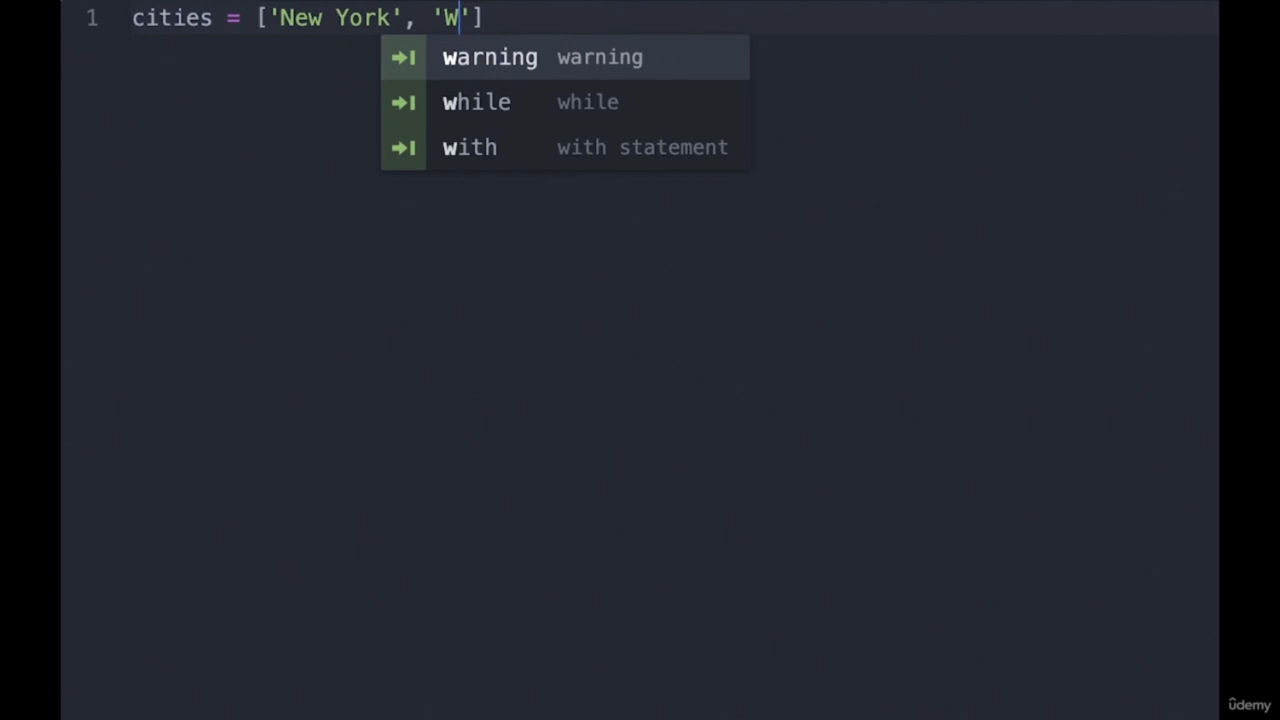 1 cities = ['New York', 'W']
warning warning
while while
with with statement
ûdemy